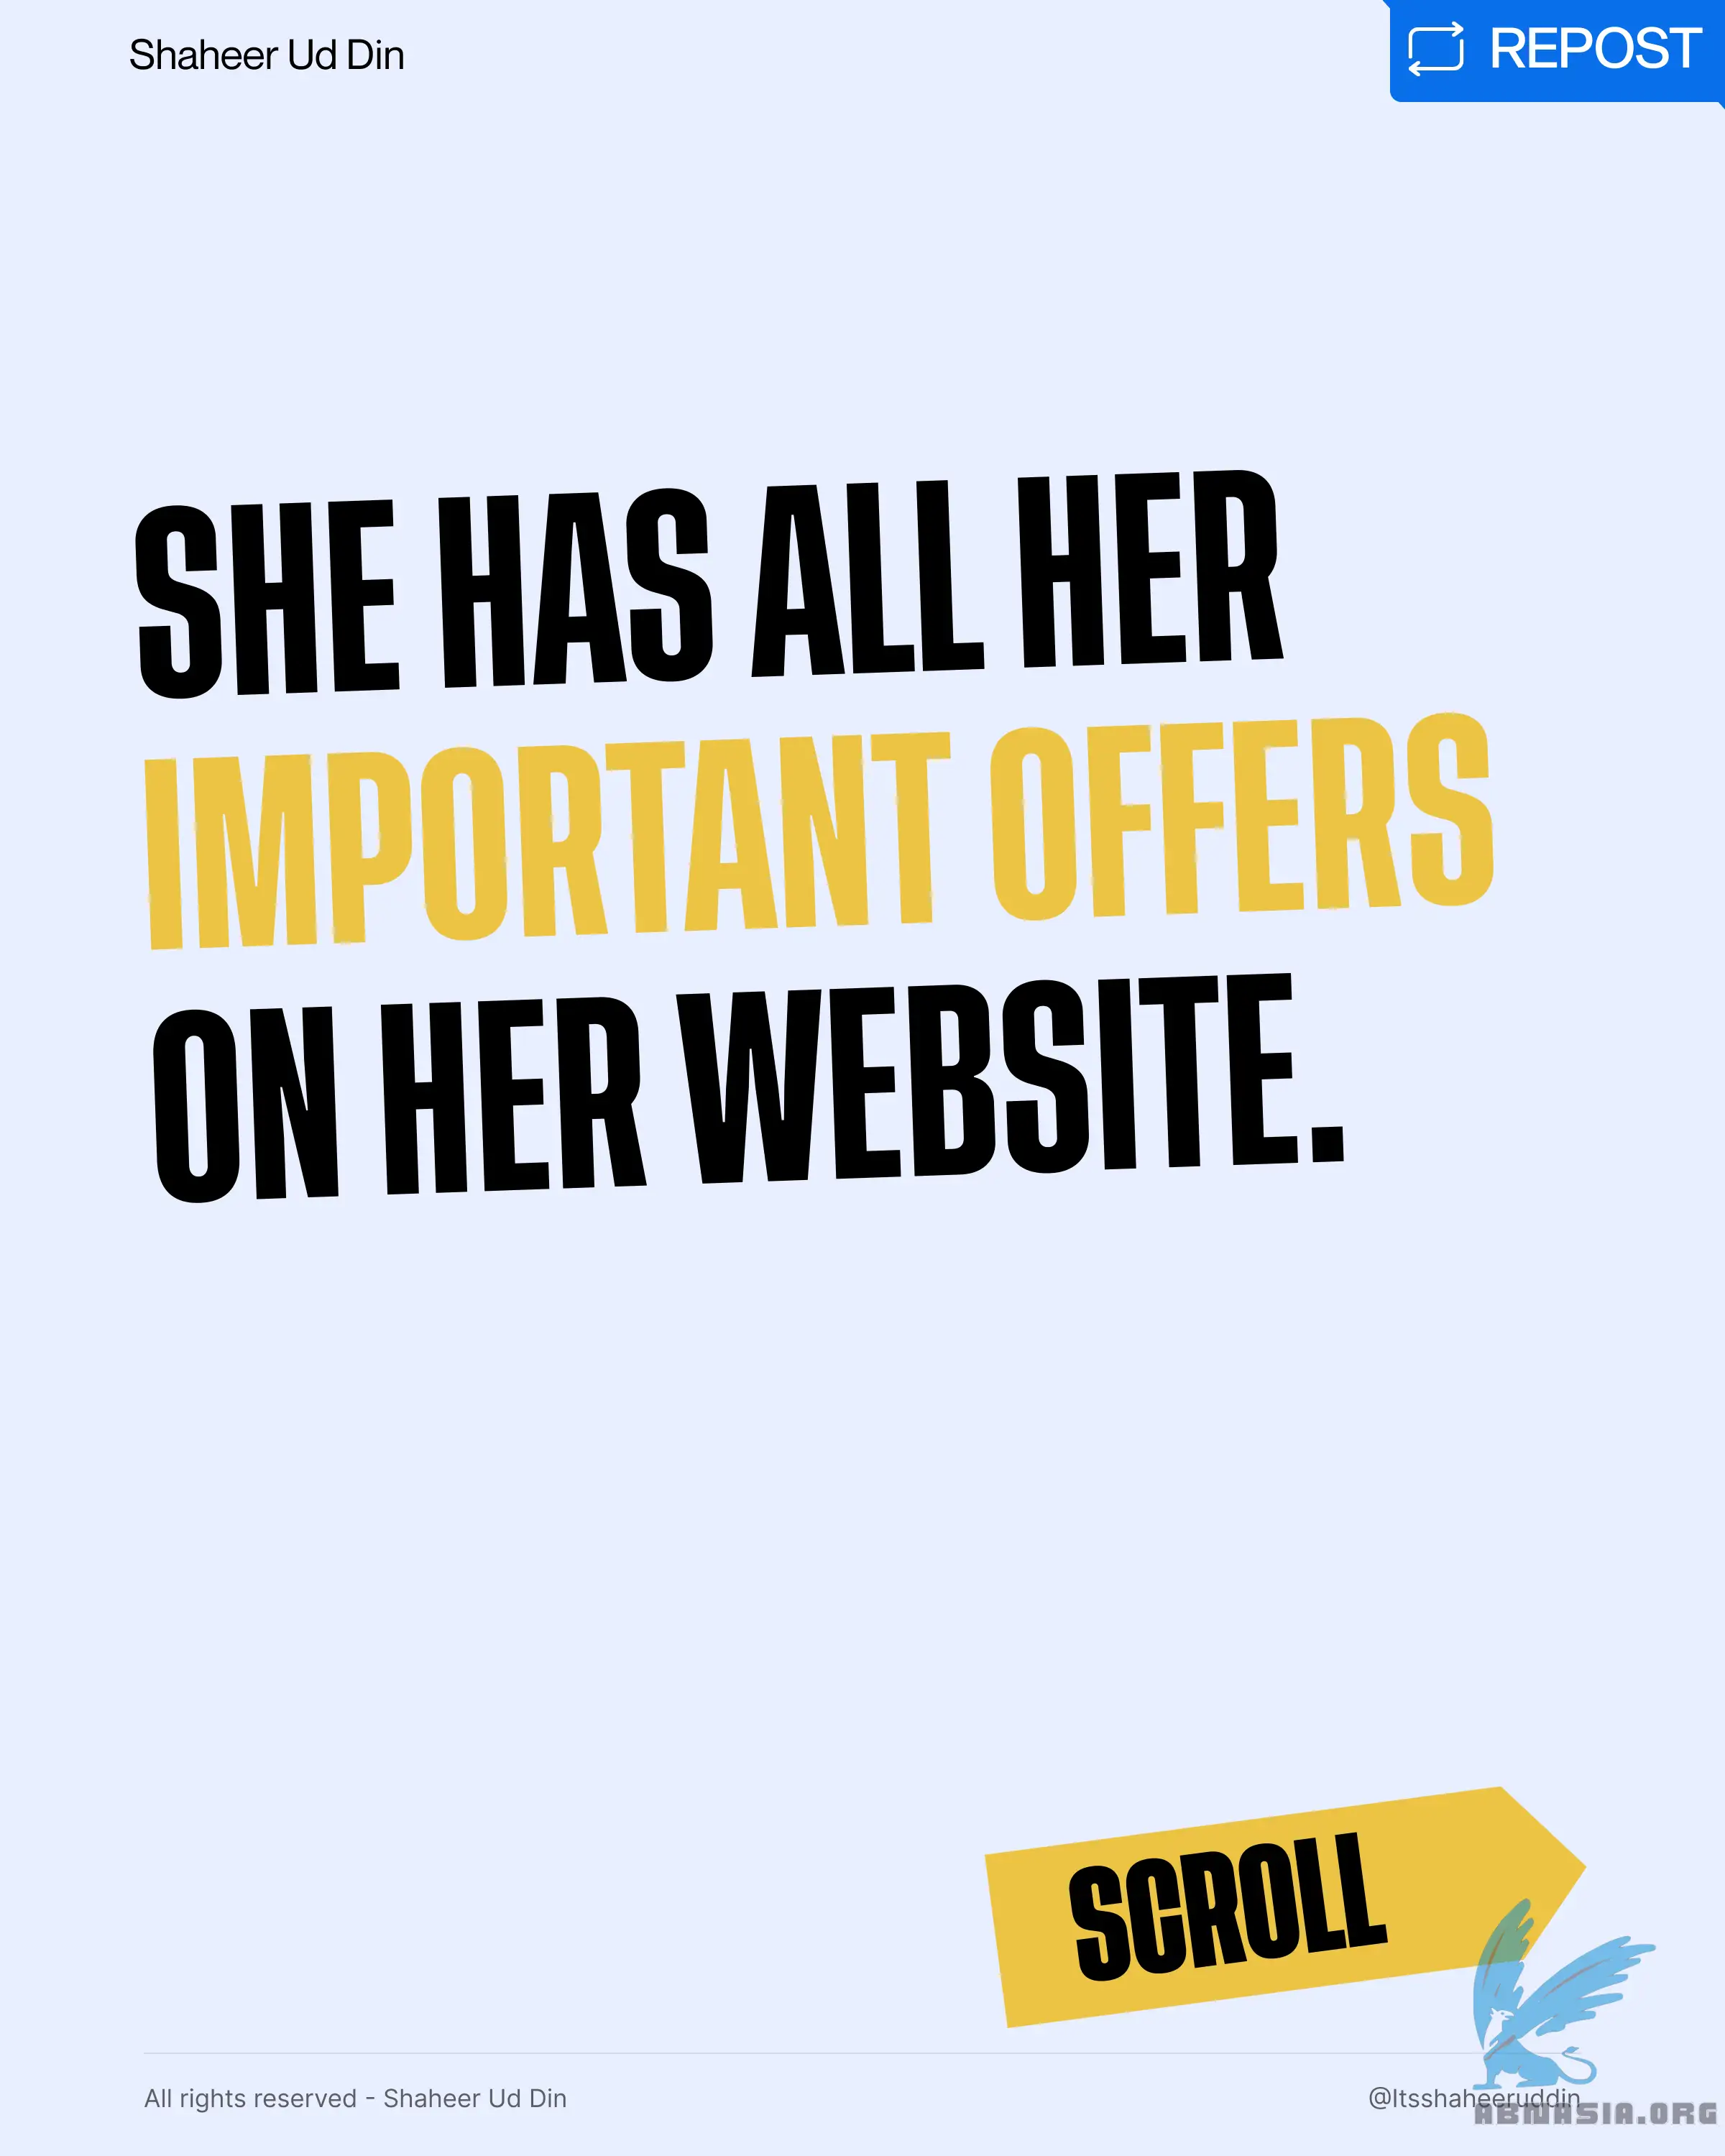 Shaheer Ud Din
REPOST
SHE HAS ALL HER
IMPORTANT OFFERS
ON HER WEBSITE.
SCROLL
All rights reserved - Shaheer Ud Din
@Itsshaheeruddin
ABNASIA.ORG